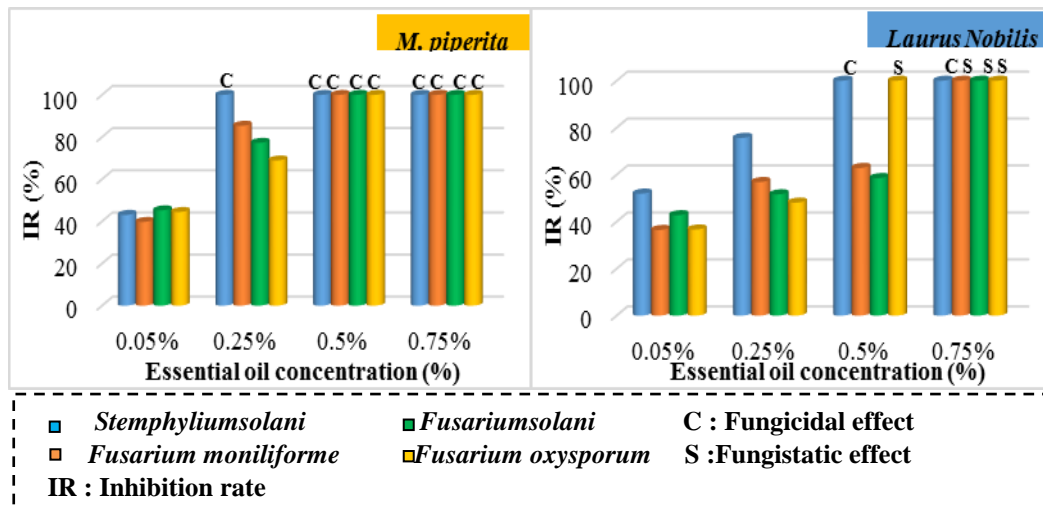 M. piperita
C
C C C C
C C C C
100
80
60
40
20
0
IR (%)
0.05% 0.25% 0.5% 0.75%
Essential oil concentration (%)
Laurus Nobilis
C S
C S S S
100
80
60
40
20
0
IR (%)
0.05% 0.25% 0.5% 0.75%
Essential oil concentration (%)
Stemphyliumsolani Fusariumsolani C : Fungicidal effect
Fusarium moniliforme Fusarium oxysporum S :Fungistatic effect
IR : Inhibition rate